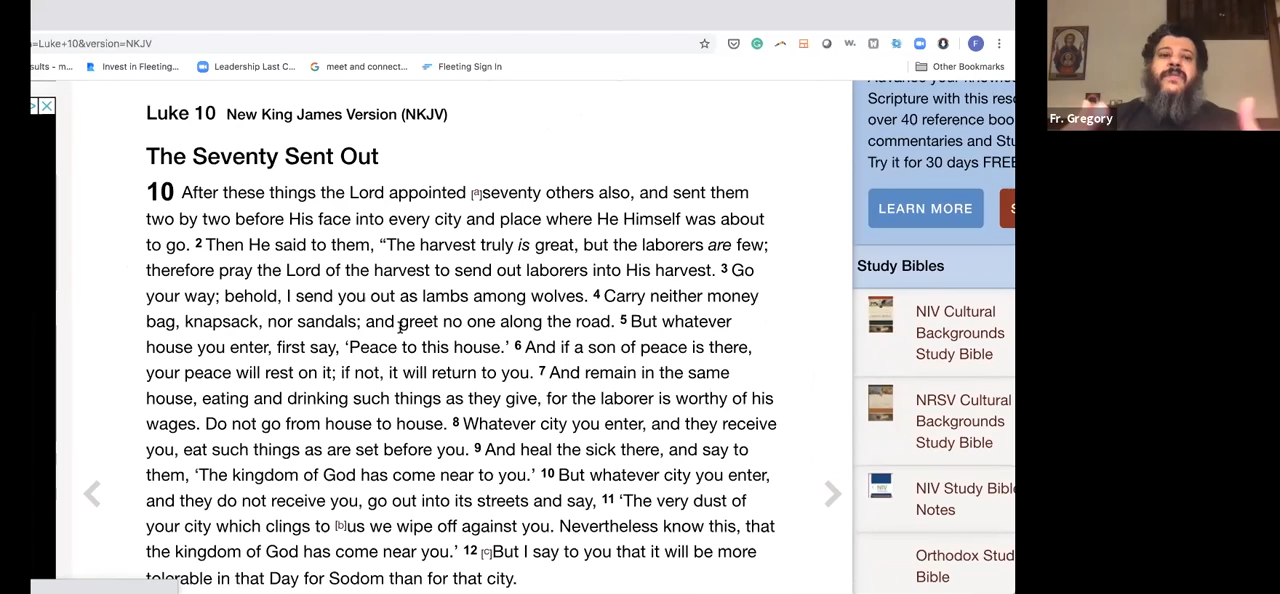 =Luke+10&version=NKJV
sults - m...
Invest in Fleeting...
Leadership Last C...
meet and connect...
Fleeting Sign In
Other Bookmarks
Luke 10 New King James Version (NKJV)
The Seventy Sent Out
10 After these things the Lord appointed [a]seventy others also, and sent them
two by two before His face into every city and place where He Himself was about
to go. 2 Then He said to them, “The harvest truly is great, but the laborers are few;
therefore pray the Lord of the harvest to send out laborers into His harvest. 3 Go
your way; behold, I send you out as lambs among wolves. 4 Carry neither money
bag, knapsack, nor sandals; and greet no one along the road. 5 But whatever
house you enter, first say, ‘Peace to this house.’ 6 And if a son of peace is there,
your peace will rest on it; if not, it will return to you. 7 And remain in the same
house, eating and drinking such things as they give, for the laborer is worthy of his
wages. Do not go from house to house. 8 Whatever city you enter, and they receive
you, eat such things as are set before you. 9 And heal the sick there, and say to
them, ‘The kingdom of God has come near to you.’ 10 But whatever city you enter,
and they do not receive you, go out into its streets and say, 11 ‘The very dust of
your city which clings to [b]us we wipe off against you. Nevertheless know this, that
the kingdom of God has come near you.’ 12 [c]But I say to you that it will be more
tolerable in that Day for Sodom than for that city.
Scripture with this reso
over 40 reference boo
commentaries and Stu
Try it for 30 days FREE
LEARN MORE
Study Bibles
NIV Cultural
Backgrounds
Study Bible
NRSV Cultural
Backgrounds
Study Bible
NIV Study Bible
Notes
Orthodox Stud
Bible
Fr. Gregory